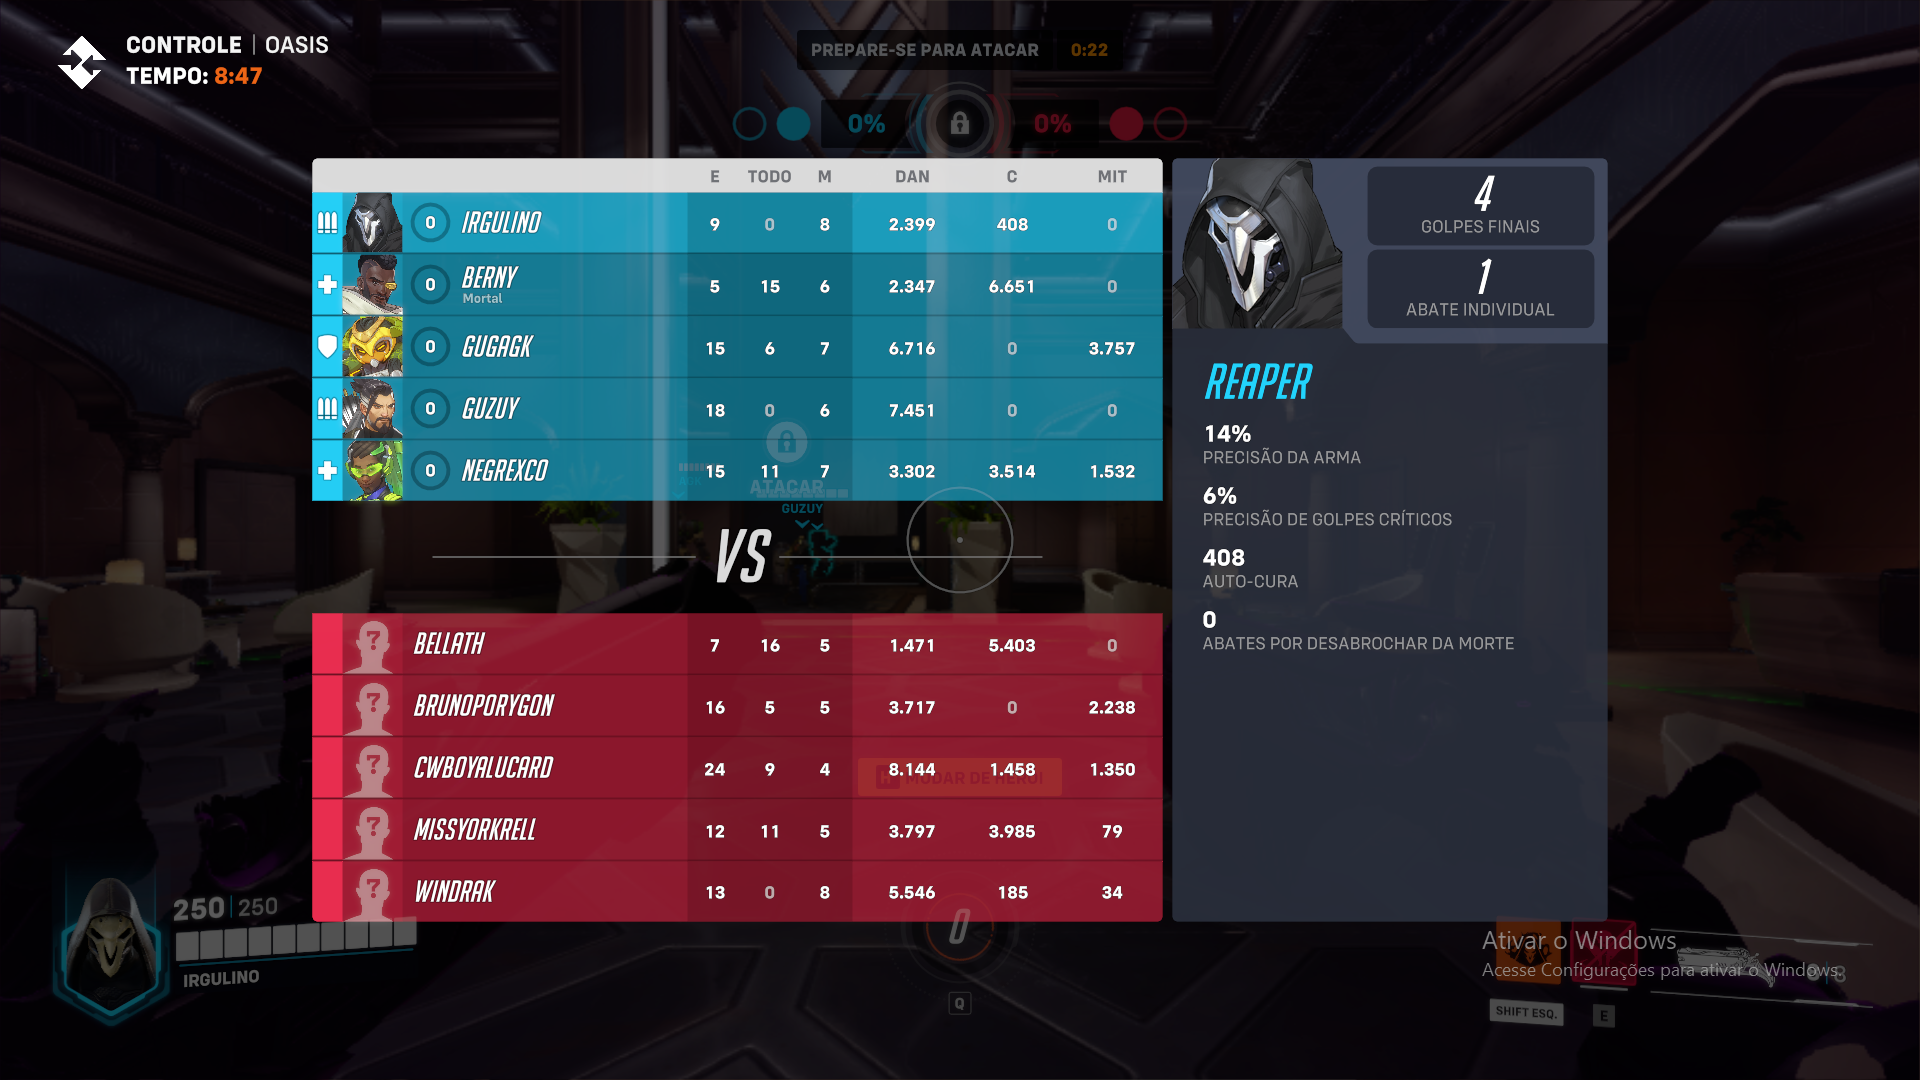 CONTROLE | OASIS
TEMPO: 8:47
PREPARE-SE PARA ATACAR 0:22
0% 0%
E TODO M DAN C MIT
0 IRGULINO 9 0 8 2.399 408 0
0 BERNY 5 15 6 2.347 6.651 0
Mortal
0 GUGAGK 15 6 7 6.716 0 3.757
0 GUZUY 18 0 6 7.451 0 0
0 NEGREXCO 15 11 7 3.302 3.514 1.532
ATACAR
GUZUY
VS
? BELLATH 7 16 5 1.471 5.403 0
? BRUNOPORYGON 16 5 5 3.717 0 2.238
? CWBOYALUCARD 24 9 4 8.144 1.458 1.350
H MUDAR DE HERÓI
? MISSYORKRELL 12 11 5 3.797 3.985 79
? WINDRAK 13 0 8 5.546 185 34
4
GOLPES FINAIS
1
ABATE INDIVIDUAL
REAPER
14%
PRECISÃO DA ARMA
6%
PRECISÃO DE GOLPES CRÍTICOS
408
AUTO-CURA
0
ABATES POR DESABROCHAR DA MORTE
250 | 250
IRGULINO
0
Q
Ativar o Windows
Acesse Configurações para ativar o Windows.
SHIFT ESQ.
E